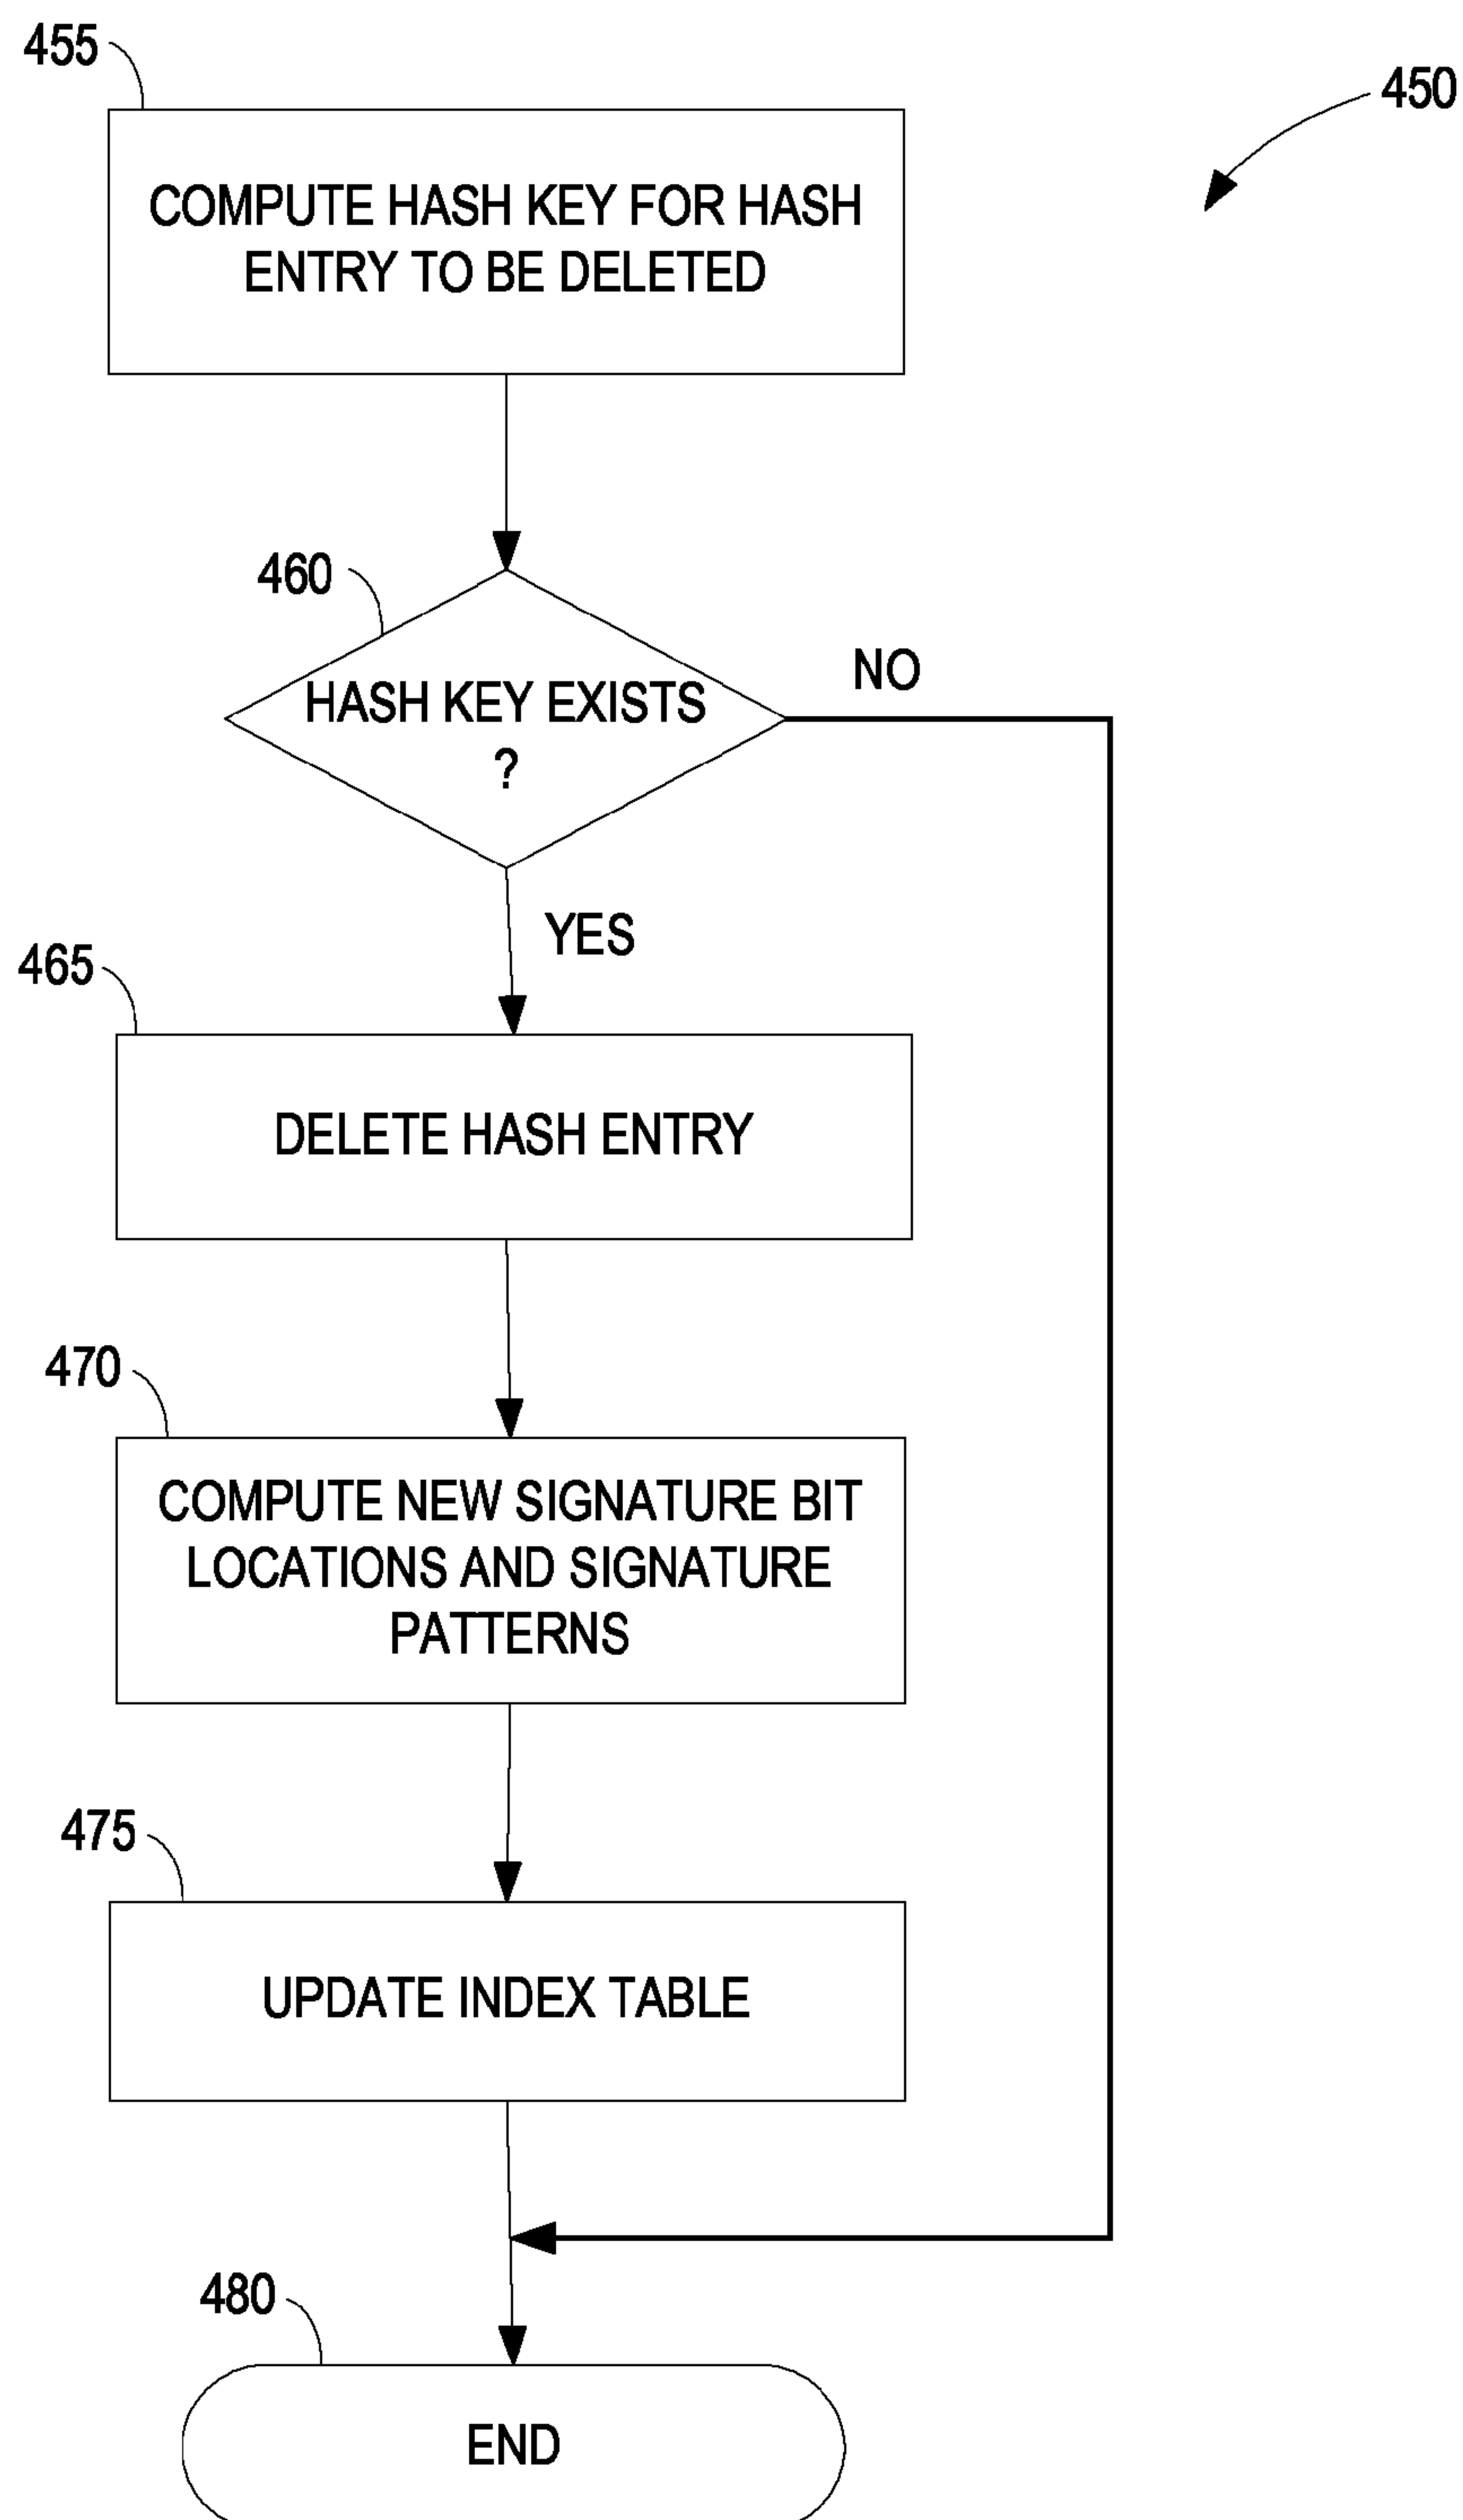 455
450
COMPUTE HASH KEY FOR HASH
ENTRY TO BE DELETED
460
NO
HASH KEY EXISTS
?
YES
465
DELETE HASH ENTRY
470
COMPUTE NEW SIGNATURE BIT
LOCATIONS AND SIGNATURE
PATTERNS
475
UPDATE INDEX TABLE
480
END